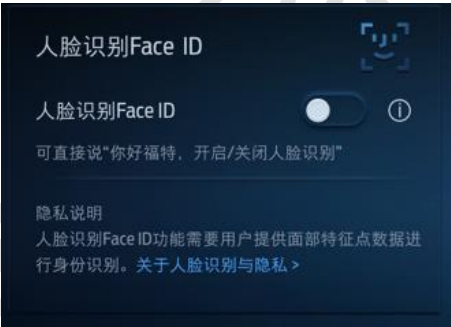 人脸识别Face ID
人脸识别Face ID
可直接说“你好福特，开启/关闭人脸识别”
隐私说明
人脸识别Face ID功能需要用户提供面部特征点数据进
行身份识别。关于人脸识别与隐私 >